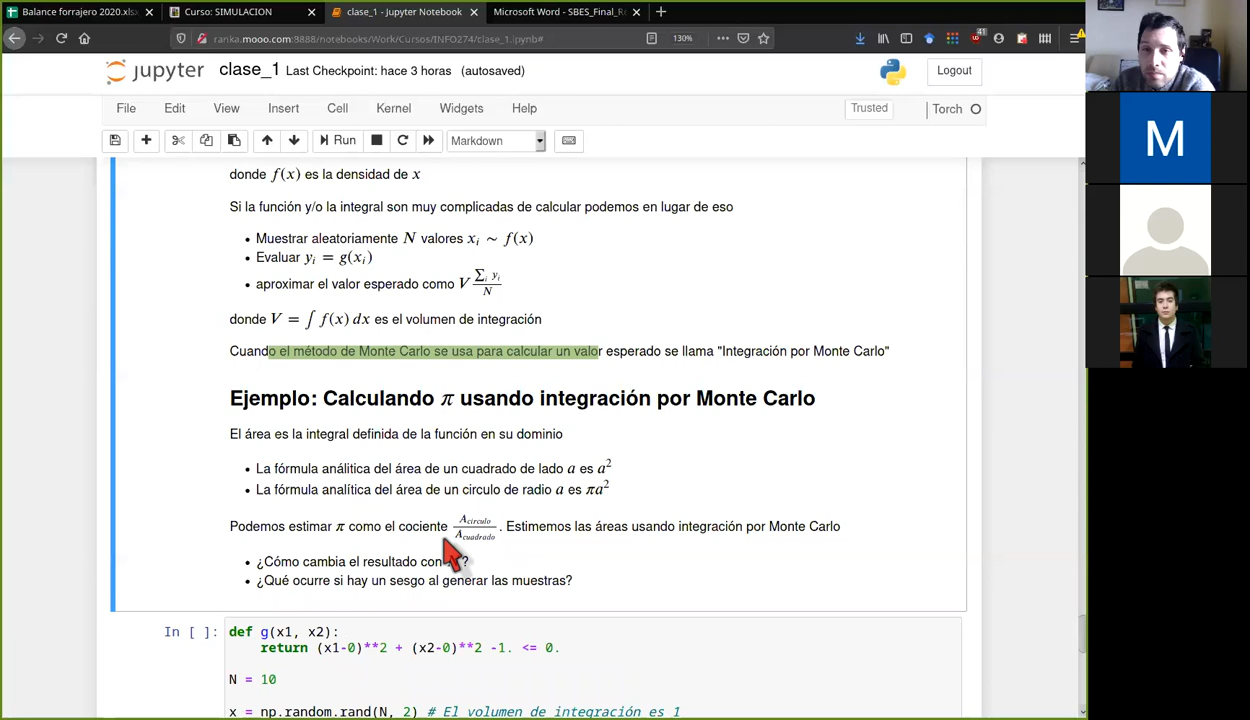 Balance forrajero 2020.xlsx
Curso: SIMULACION
clase_1 - Jupyter Notebook
Microsoft Word - SBES_Final_Re
ranka.mooo.com:8888/notebooks/Work/Cursos/INFO274/clase_1.ipynb#
130%
41
jupyter clase_1 Last Checkpoint: hace 3 horas (autosaved)
Logout
File Edit View Insert Cell Kernel Widgets Help
Trusted
Torch
Run
Markdown
donde f(x) es la densidad de x
Si la función y/o la integral son muy complicadas de calcular podemos en lugar de eso
• Muestrar aleatoriamente N valores x_i ∼ f(x)
• Evaluar y_i = g(x_i)
• aproximar el valor esperado como V ∑_i y_i / N
donde V = ∫ f(x) dx es el volumen de integración
Cuando el método de Monte Carlo se usa para calcular un valor esperado se llama "Integración por Monte Carlo"
Ejemplo: Calculando π usando integración por Monte Carlo
El área es la integral definida de la función en su dominio
• La fórmula análitica del área de un cuadrado de lado a es a²
• La fórmula analítica del área de un circulo de radio a es πa²
Podemos estimar π como el cociente A_circulo / A_cuadrado. Estimemos las áreas usando integración por Monte Carlo
• ¿Cómo cambia el resultado con ?
• ¿Qué ocurre si hay un sesgo al generar las muestras?
In [ ]:
def g(x1, x2):
return (x1-0)**2 + (x2-0)**2 -1. <= 0.
N = 10
x = np.random.rand(N, 2) # El volumen de integración es 1
M